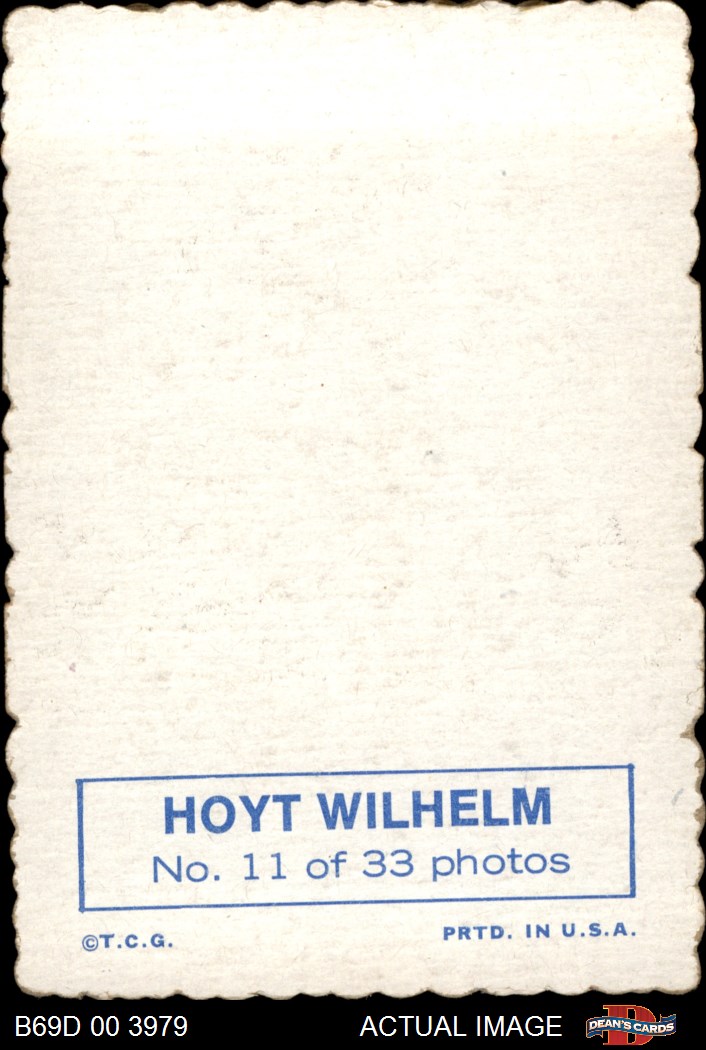 HOYT WILHELM
No. 11 of 33 photos
©T.C.G.
PRTD. IN U.S.A.
B69D 00 3979
ACTUAL IMAGE
D
DEAN'S CARDS